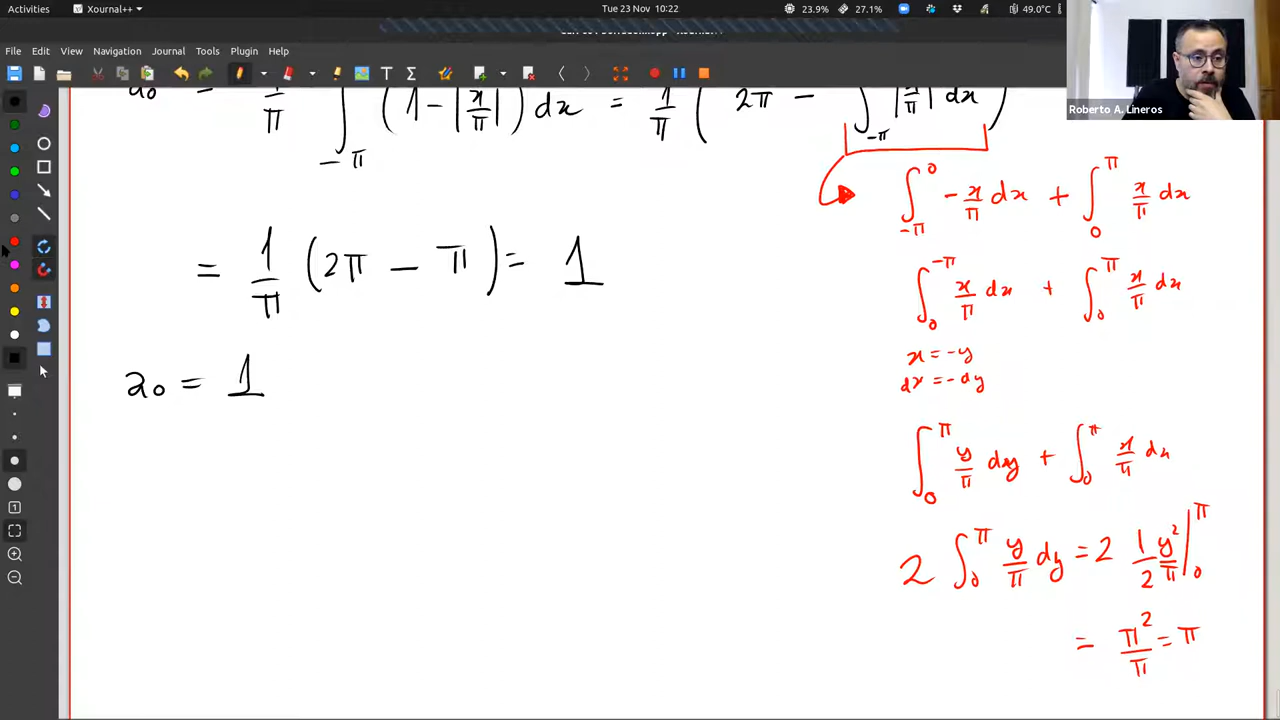 Activities Xournal++ Tue 23 Nov 10:22 23.9% 27.1% 49.0°C
File Edit View Navigation Journal Tools Plugin Help
Roberto A. Lineros
a₀ = 1/π ∫_{-π} (1 - |x/π|) dx = 1/π ( 2π - ∫_{-π} |x/π| dx )
∫_{-π}^{0} - x/π dx + ∫_{0}^{π} x/π dx
= 1/π (2π - π) = 1
∫_{0}^{-π} x/π dx + ∫_{0}^{π} x/π dx
x = -y
dx = -dy
a₀ = 1
∫_{0}^{π} y/π dy + ∫_{0}^{π} x/π dx
2 ∫_{0}^{π} y/π dy = 2 1/2 y²/π |_{0}^{π}
= π²/π = π